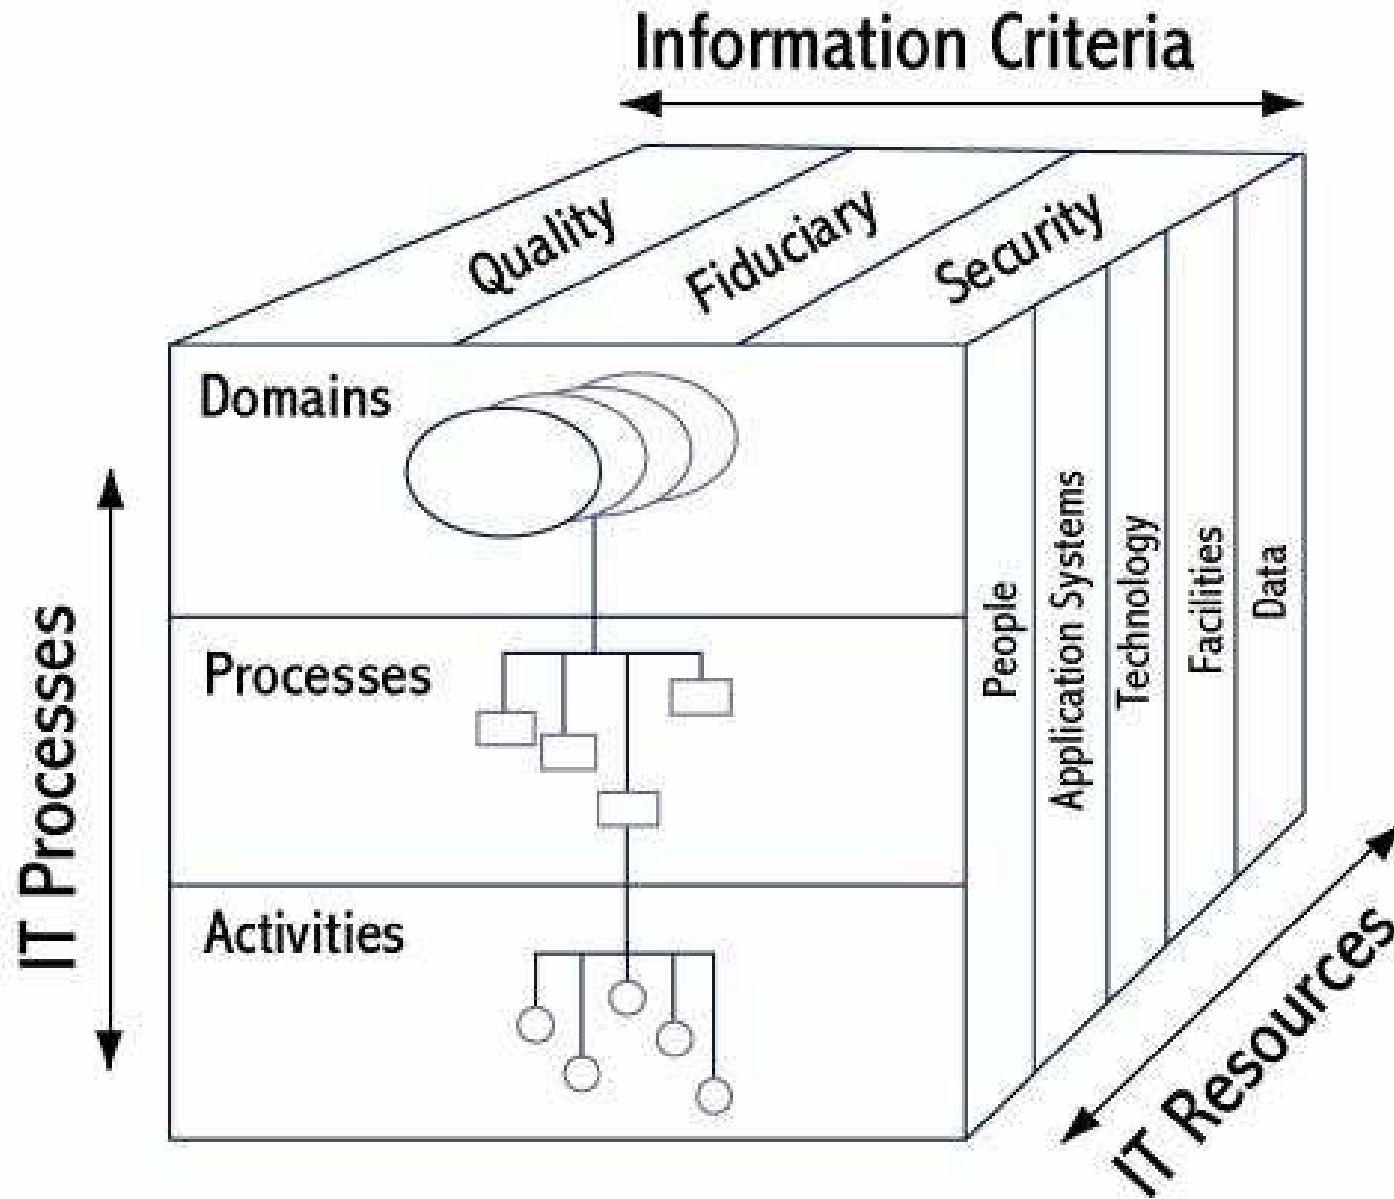 Information Criteria
Quality
Fiduciary
Security
Domains
Processes
Activities
IT Processes
People
Application Systems
Technology
Facilities
Data
IT Resources